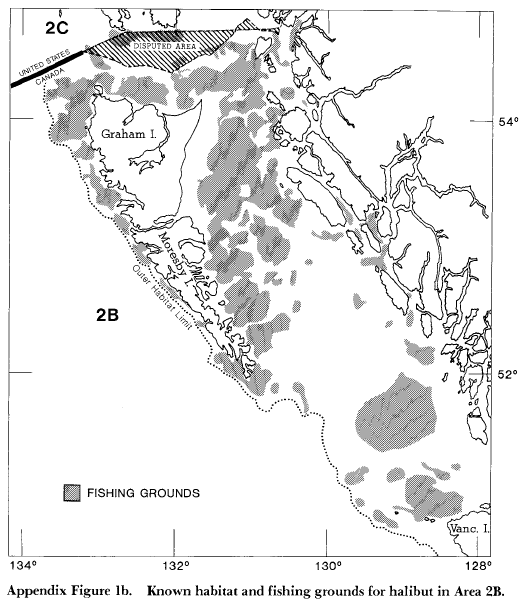 2C
DISPUTED AREA
UNITED STATES
CANADA
54°
Graham I.
Moresby I.
Outer Habitat Limit
2B
52°
FISHING GROUNDS
Vanc. I.
134° 132° 130° 128°
Appendix Figure 1b. Known habitat and fishing grounds for halibut in Area 2B.